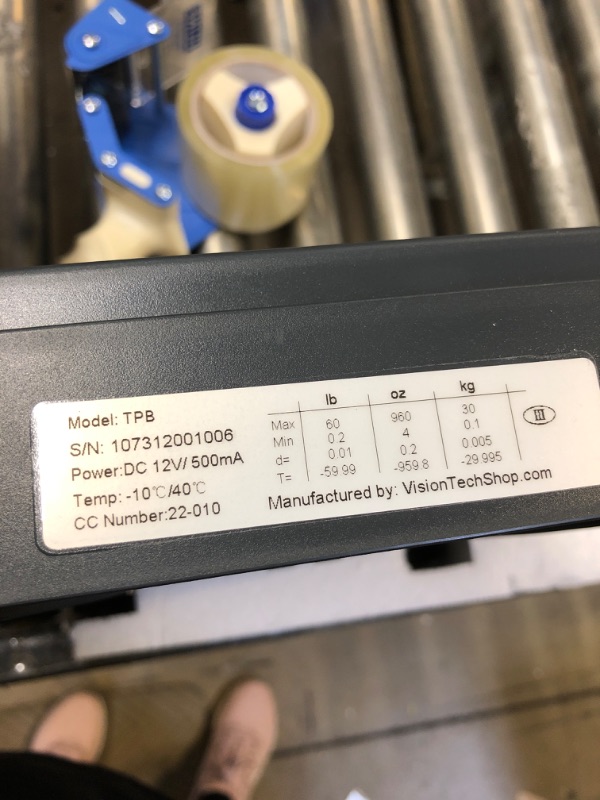 Model: TPB
S/N: 107312001006
Power:DC 12V/ 500mA
Temp: -10℃/40℃
CC Number:22-010
lb oz kg
Max 60 960 30
Min 0.2 4 0.1
d= 0.01 0.2 0.005
T= -59.99 -959.8 -29.995
III
Manufactured by: VisionTechShop.com